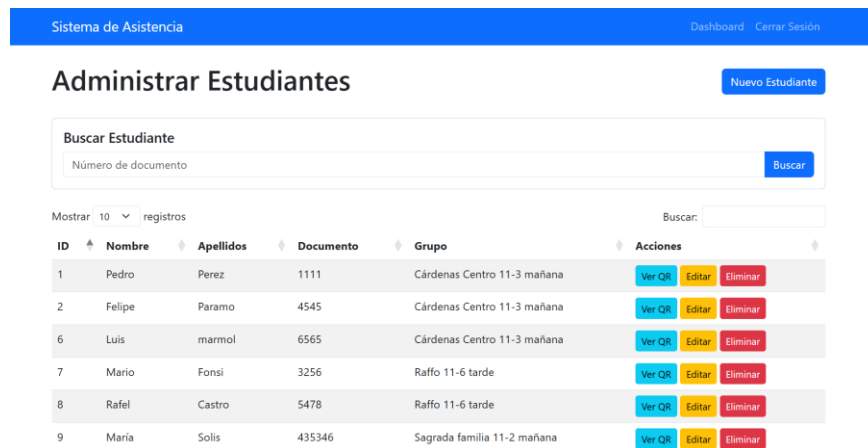 Sistema de Asistencia Dashboard Cerrar Sesión
Administrar Estudiantes Nuevo Estudiante
Buscar Estudiante
Número de documento Buscar
Mostrar 10 registros Buscar:
ID Nombre Apellidos Documento Grupo Acciones
1 Pedro Perez 1111 Cárdenas Centro 11-3 mañana Ver QR Editar Eliminar
2 Felipe Paramo 4545 Cárdenas Centro 11-3 mañana Ver QR Editar Eliminar
6 Luis marmol 6565 Cárdenas Centro 11-3 mañana Ver QR Editar Eliminar
7 Mario Fonsi 3256 Raffo 11-6 tarde Ver QR Editar Eliminar
8 Rafel Castro 5478 Raffo 11-6 tarde Ver QR Editar Eliminar
9 María Solis 435346 Sagrada familia 11-2 mañana Ver QR Editar Eliminar